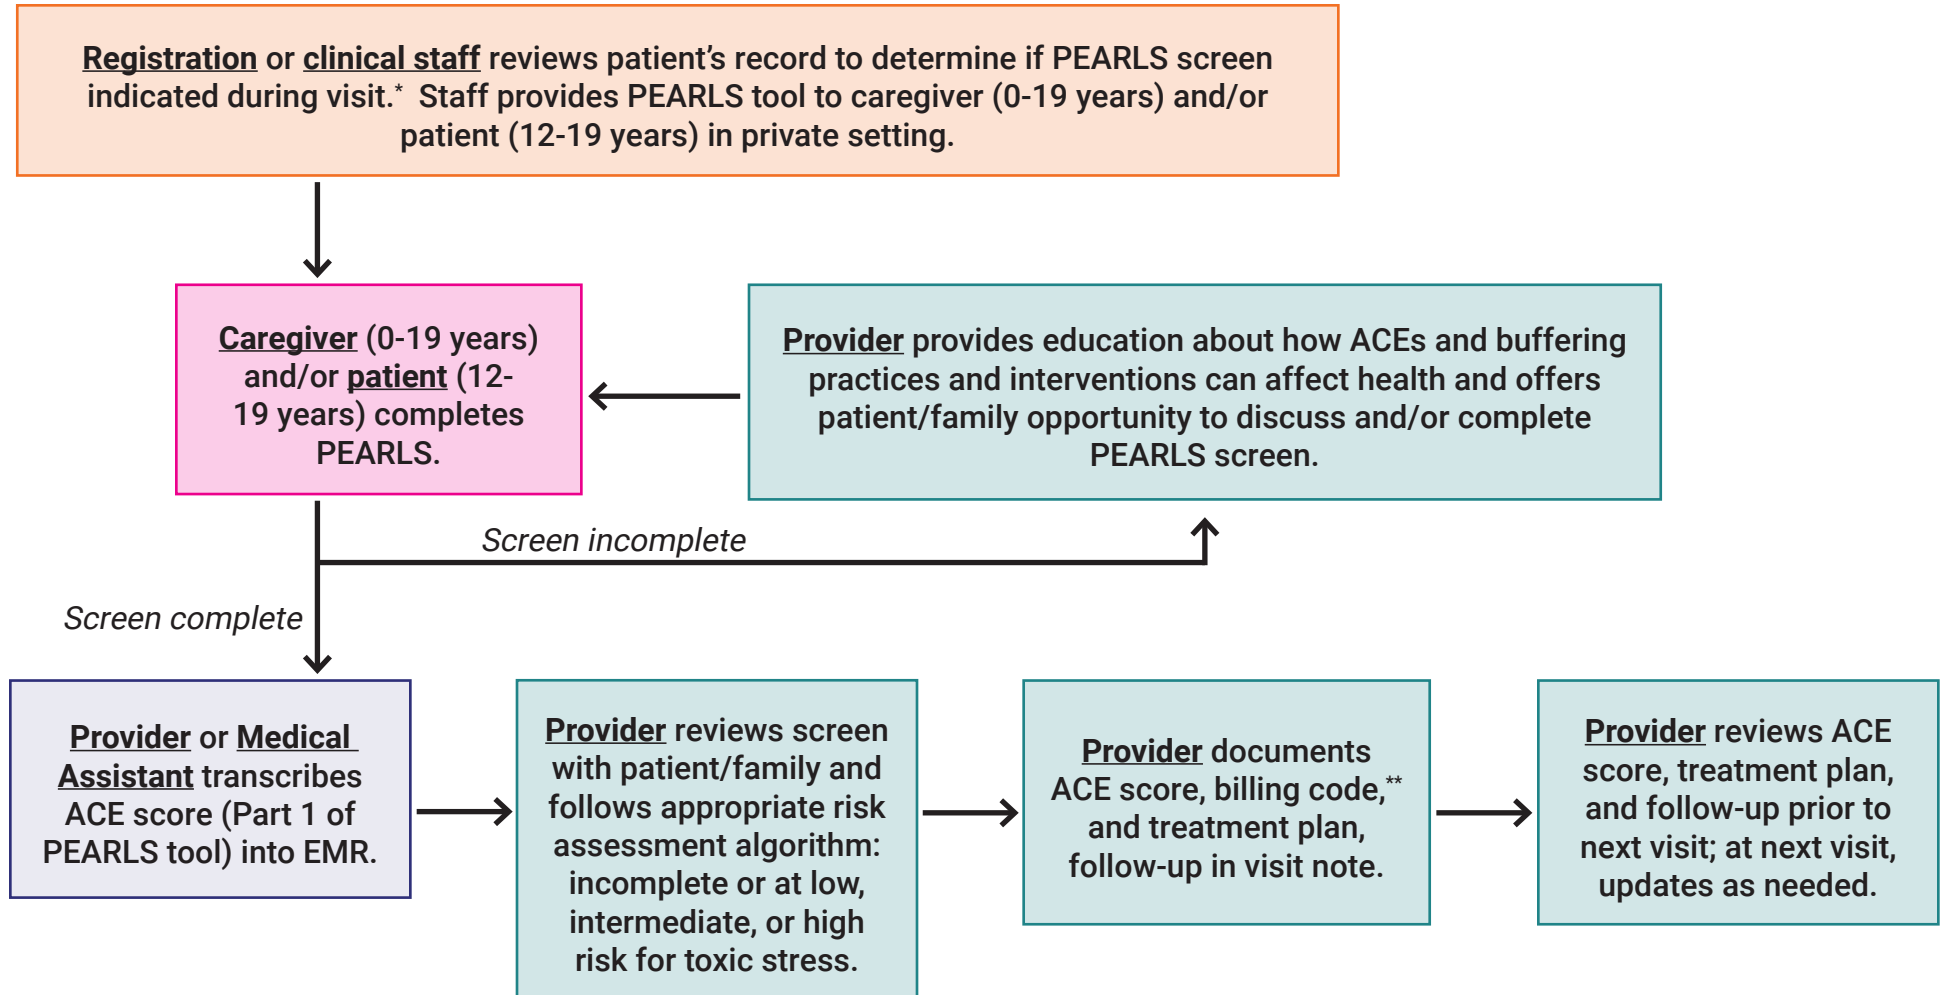 Registration or clinical staff reviews patient’s record to determine if PEARLS screen
indicated during visit.* Staff provides PEARLS tool to caregiver (0-19 years) and/or
patient (12-19 years) in private setting.
Caregiver (0-19 years)
and/or patient (12-
19 years) completes
PEARLS.
Provider provides education about how ACEs and buffering
practices and interventions can affect health and offers
patient/family opportunity to discuss and/or complete
PEARLS screen.
Screen incomplete
Screen complete
Provider or Medical
Assistant transcribes
ACE score (Part 1 of
PEARLS tool) into EMR.
Provider reviews screen
with patient/family and
follows appropriate risk
assessment algorithm:
incomplete or at low,
intermediate, or high
risk for toxic stress.
Provider documents
ACE score, billing code,**
and treatment plan,
follow-up in visit note.
Provider reviews ACE
score, treatment plan,
and follow-up prior to
next visit; at next visit,
updates as needed.